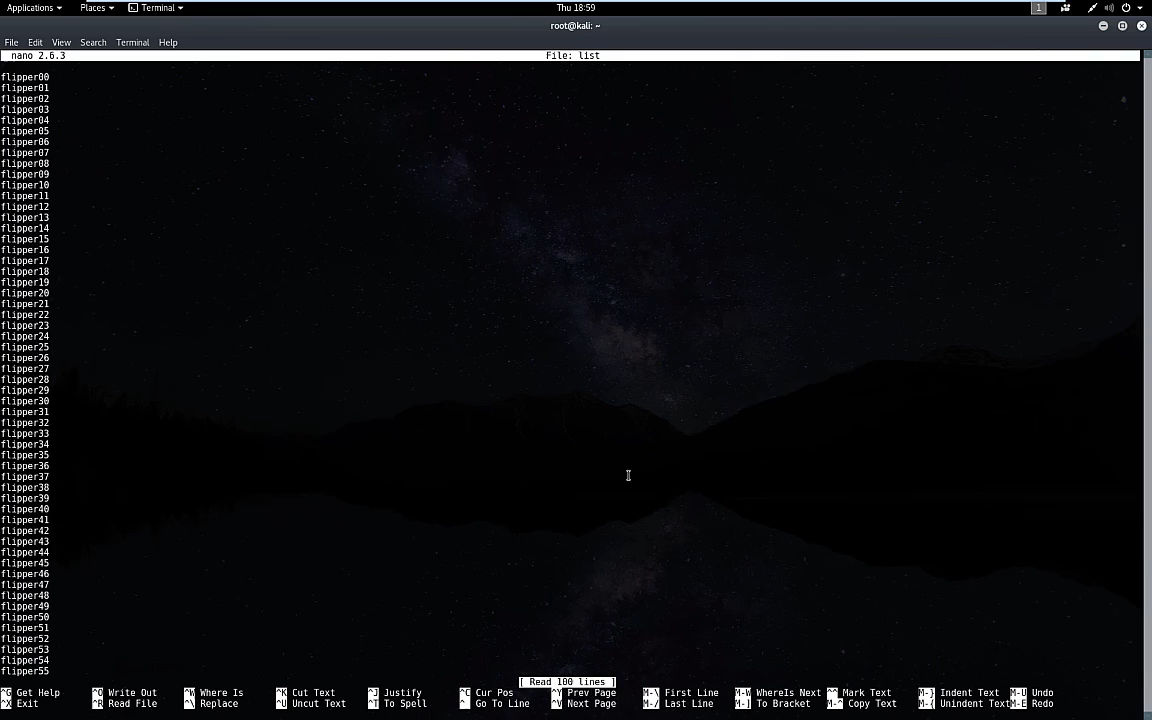 Applications Places Terminal Thu 18:59 1
root@kali: ~
File Edit View Search Terminal Help
nano 2.6.3 File: list
flipper00
flipper01
flipper02
flipper03
flipper04
flipper05
flipper06
flipper07
flipper08
flipper09
flipper10
flipper11
flipper12
flipper13
flipper14
flipper15
flipper16
flipper17
flipper18
flipper19
flipper20
flipper21
flipper22
flipper23
flipper24
flipper25
flipper26
flipper27
flipper28
flipper29
flipper30
flipper31
flipper32
flipper33
flipper34
flipper35
flipper36
flipper37
flipper38
flipper39
flipper40
flipper41
flipper42
flipper43
flipper44
flipper45
flipper46
flipper47
flipper48
flipper49
flipper50
flipper51
flipper52
flipper53
flipper54
flipper55
[ Read 100 lines ]
^G Get Help ^O Write Out ^W Where Is ^K Cut Text ^J Justify ^C Cur Pos ^Y Prev Page M-\ First Line M-W WhereIs Next ^^ Mark Text M-} Indent Text M-U Undo
^X Exit ^R Read File ^\ Replace ^U Uncut Text ^T To Spell ^_ Go To Line ^V Next Page M-/ Last Line M-] To Bracket M-^ Copy Text M-{ Unindent Text M-E Redo